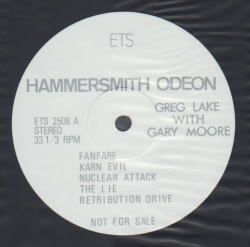 ETS
HAMMERSMITH ODEON
ETS 2508 A
STEREO
33 1/3 RPM
GREG LAKE
WITH
GARY MOORE
FANFARE
KARN EVIL
NUCLEAR ATTACK
THE LIE
RETRIBUTION DRIVE
NOT FOR SALE